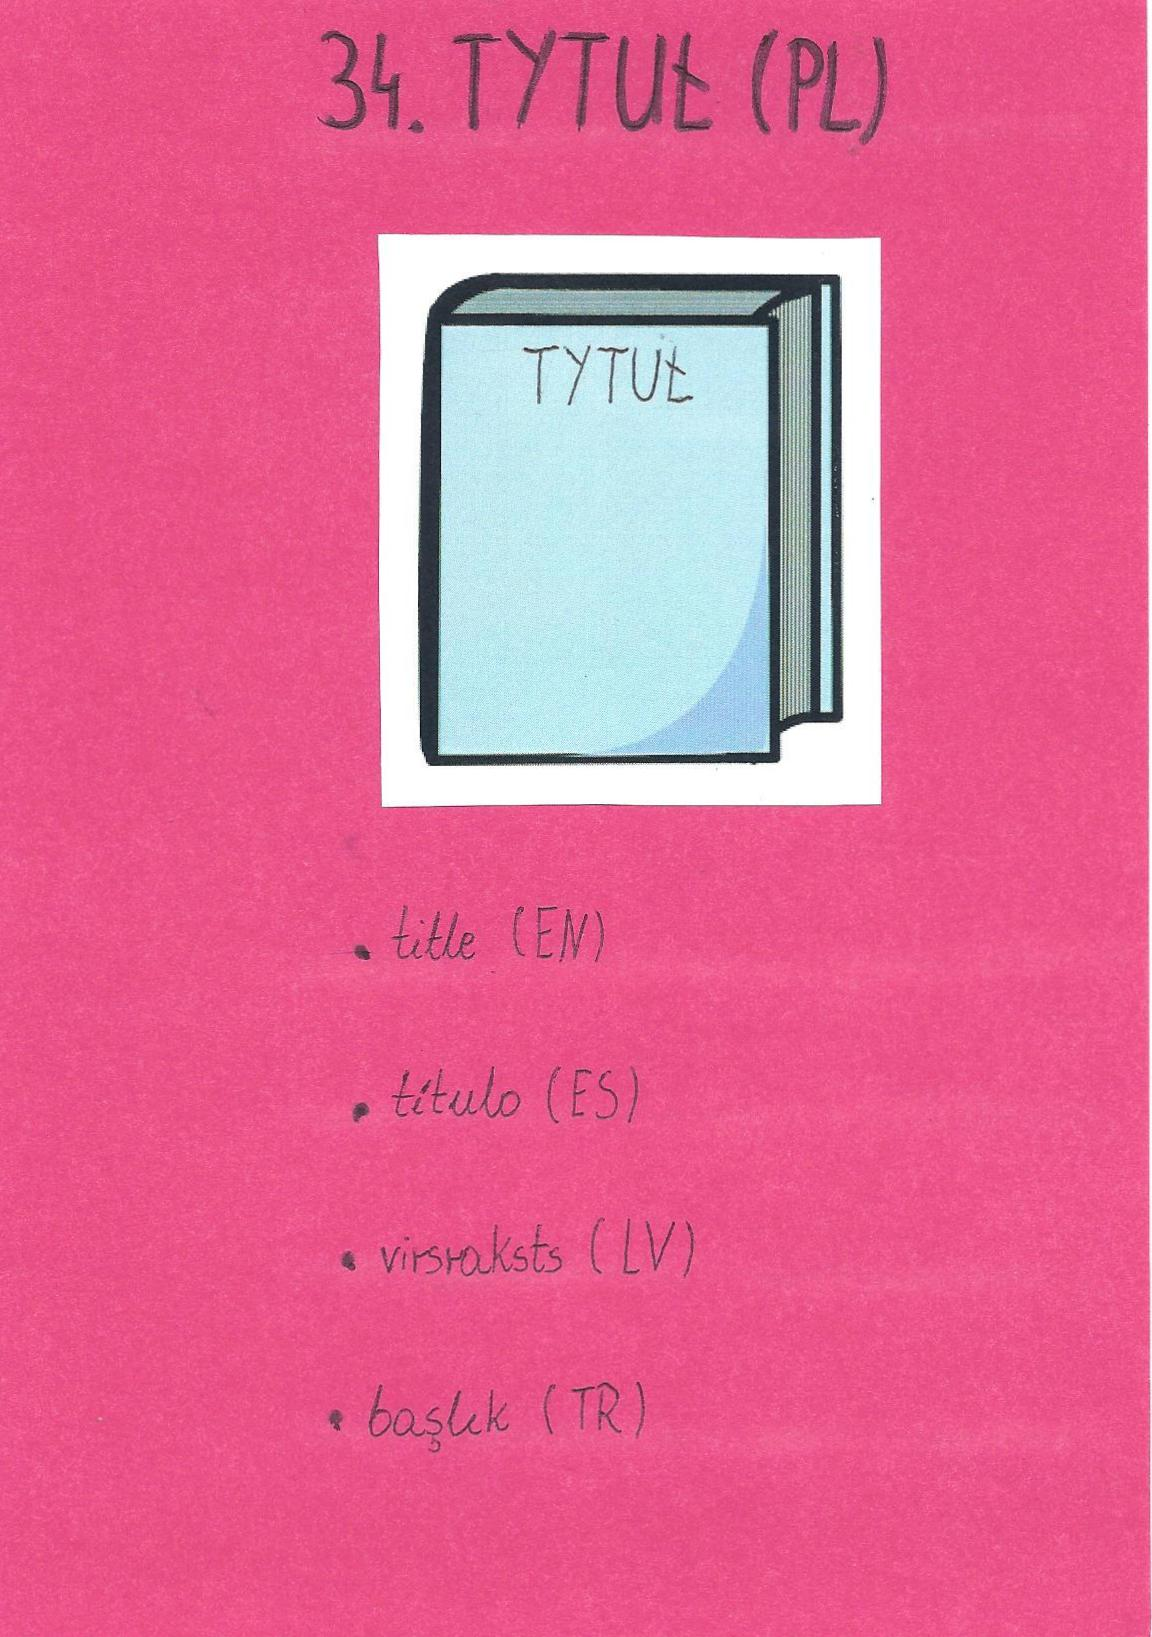 34. TYTUŁ (PL)
TYTUŁ
• title (EN)
• título (ES)
• virsraksts (LV)
• başlık (TR)